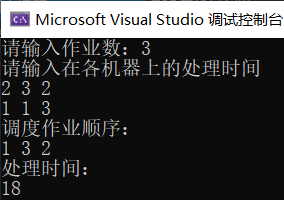 Microsoft Visual Studio 调试控制台
请输入作业数：3
请输入在各机器上的处理时间
2 3 2
1 1 3
调度作业顺序：
1 3 2
处理时间：
18